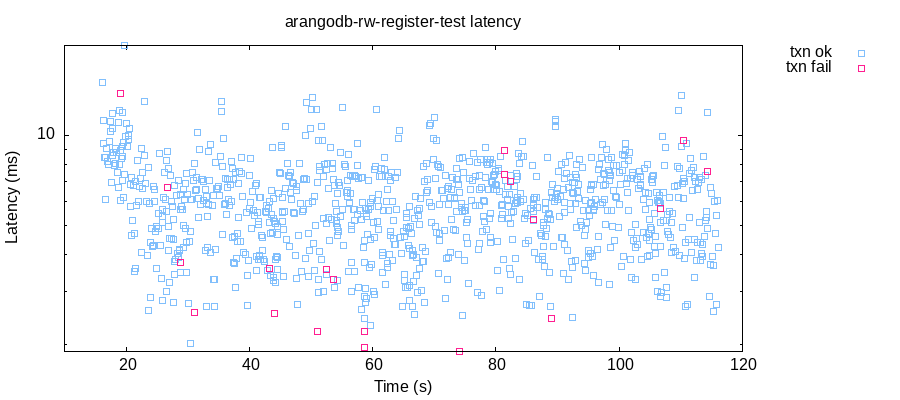 arangodb-rw-register-test latency
txn ok
txn fail
10
Latency (ms)
20 40 60 80 100 120
Time (s)